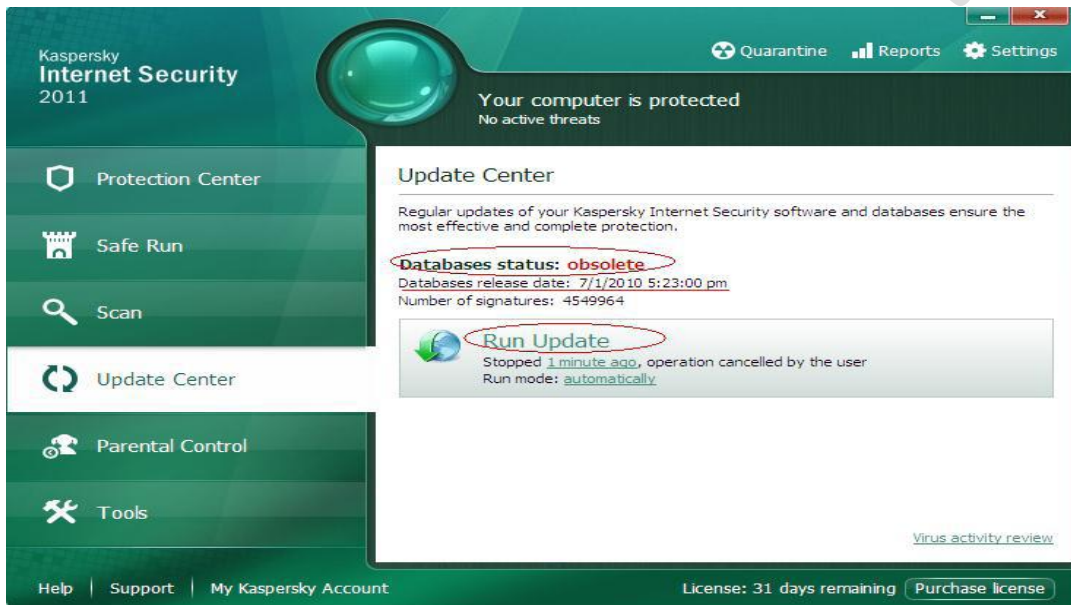 Kaspersky
Internet Security
2011
Quarantine
Reports
Settings
Your computer is protected
No active threats
Protection Center
Safe Run
Scan
Update Center
Parental Control
Tools
Update Center
Regular updates of your Kaspersky Internet Security software and databases ensure the
most effective and complete protection.
Databases status: obsolete
Databases release date: 7/1/2010 5:23:00 pm
Number of signatures: 4549964
Run Update
Stopped 1 minute ago, operation cancelled by the user
Run mode: automatically
Virus activity review
Help | Support | My Kaspersky Account
License: 31 days remaining
Purchase license